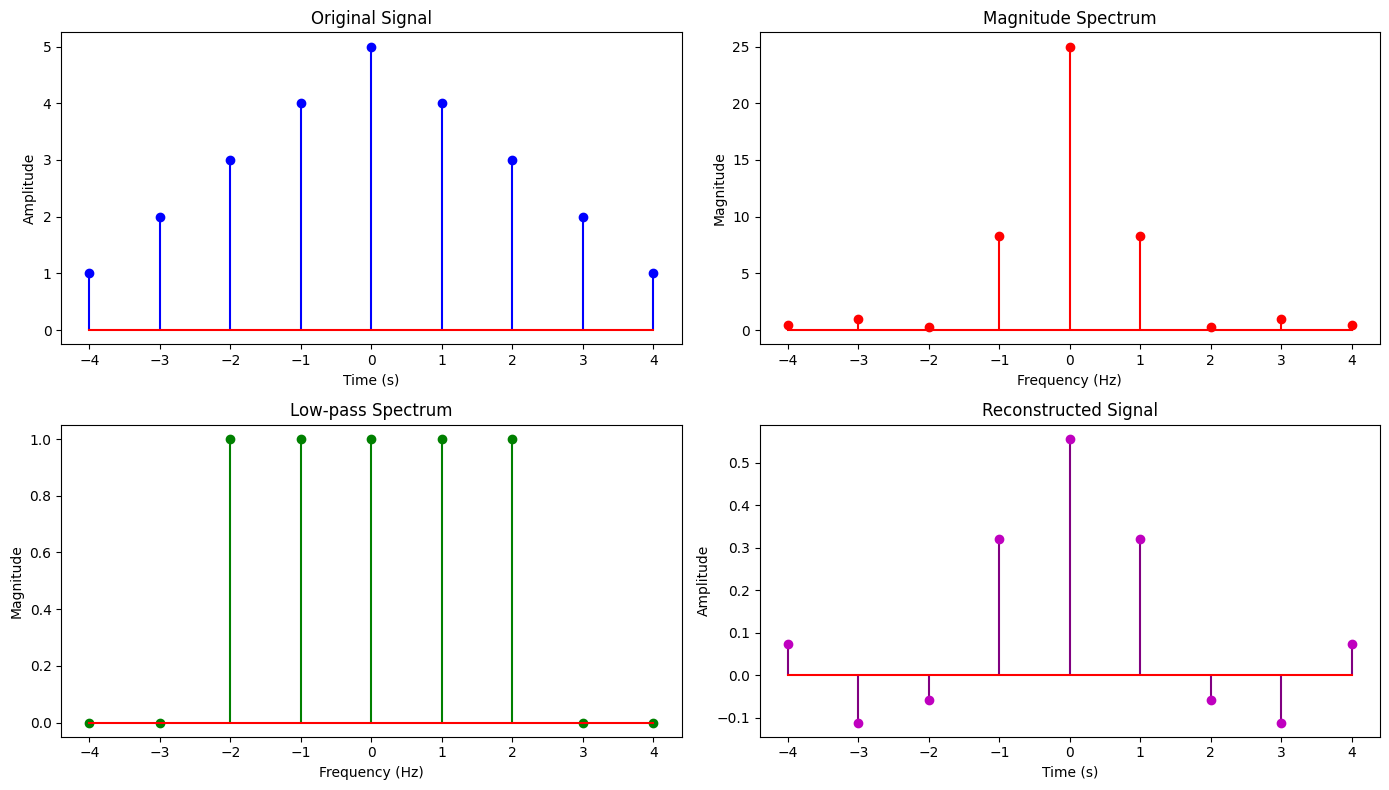 Original Signal
Amplitude
5
4
3
2
1
0
−4 −3 −2 −1 0 1 2 3 4
Time (s)
Magnitude Spectrum
Magnitude
25
20
15
10
5
0
−4 −3 −2 −1 0 1 2 3 4
Frequency (Hz)
Low-pass Spectrum
Magnitude
1.0
0.8
0.6
0.4
0.2
0.0
−4 −3 −2 −1 0 1 2 3 4
Frequency (Hz)
Reconstructed Signal
Amplitude
0.5
0.4
0.3
0.2
0.1
0.0
−0.1
−4 −3 −2 −1 0 1 2 3 4
Time (s)